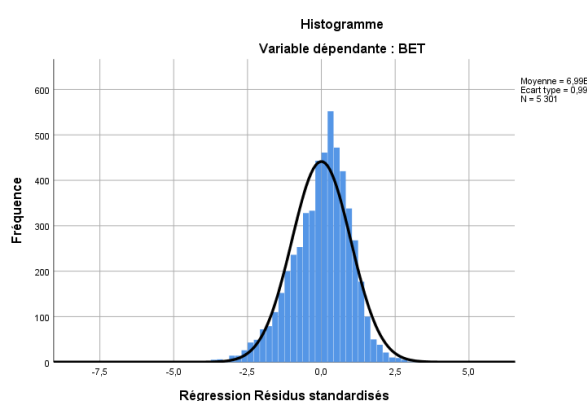 Histogramme
Variable dépendante : BET
Moyenne = 6,99E
Ecart type = 0,99
N = 5 301
Fréquence
600
500
400
300
200
100
0
-7,5
-5,0
-2,5
0,0
2,5
5,0
Régression Résidus standardisés